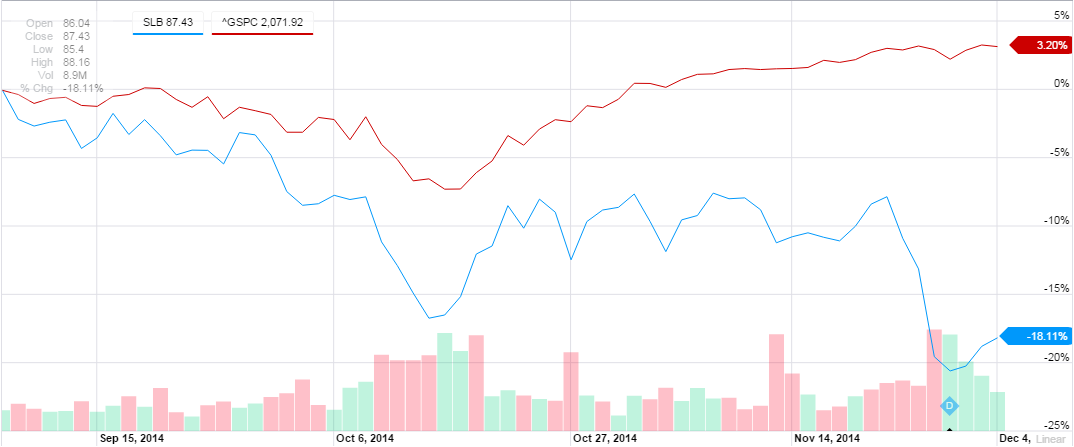 Open 86.04
Close 87.43
Low 85.4
High 88.16
Vol 8.9M
% Chg -18.11%
SLB 87.43 ^GSPC 2,071.92
5%
3.20%
0%
-5%
-10%
-15%
-18.11%
-20%
-25%
D
Sep 15, 2014 Oct 6, 2014 Oct 27, 2014 Nov 14, 2014 Dec 4, Linear